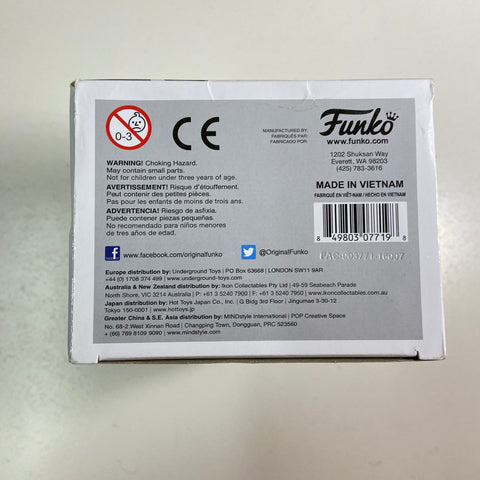 0-3
CE
MANUFACTURED BY:
FABRIQUÉS PAR:
FABRICADO POR:
Funko
www.funko.com
1202 Shuksan Way
Everett, WA 98203
(425) 783-3616
WARNING! Choking Hazard.
May contain small parts.
Not for children under three years of age.
AVERTISSEMENT! Risque d'étouffement.
Peut contenir des petites pièces.
Pas pour les enfants de moins de trois ans.
ADVERTENCIA! Riesgo de asfixia.
Puede contener piezas pequeñas.
No recomendado para niños menores
de tres años de edad.
MADE IN VIETNAM
FABRIQUÉ EN VIÊT-NAM / HECHO EN VIETNAM
8 49803 07719 8
FAC-003774-16007
www.facebook.com/originalfunko
@OriginalFunko
Europe distribution by: Underground Toys | PO Box 63668 | LONDON SW11 9AR
+ 44 (0) 1708 374 499 | www.undergroundtoys.com
Australia & New Zealand distribution by: Ikon Collectables Pty Ltd | 49-59 Seabeach Parade
North Shore, VIC 3214 Australia | P: +61 3 5240 7900 | F: +61 3 5240 7950 | www.ikoncollectables.com.au
Japan distribution by: Hot Toys Japan Co., Inc. | G Bldg 3rd Floor | Jingumae 3-30-12
Tokyo 150-0001 | www.hottoys.jp
Greater China & S.E. Asia distribution by: MINDstyle International | POP Creative Space
No. 68-2 West Xinnan Road | Changping Town, Dongguan, PRC 523560
+ (86) 769 8109 9090 | www.mindstyle.com